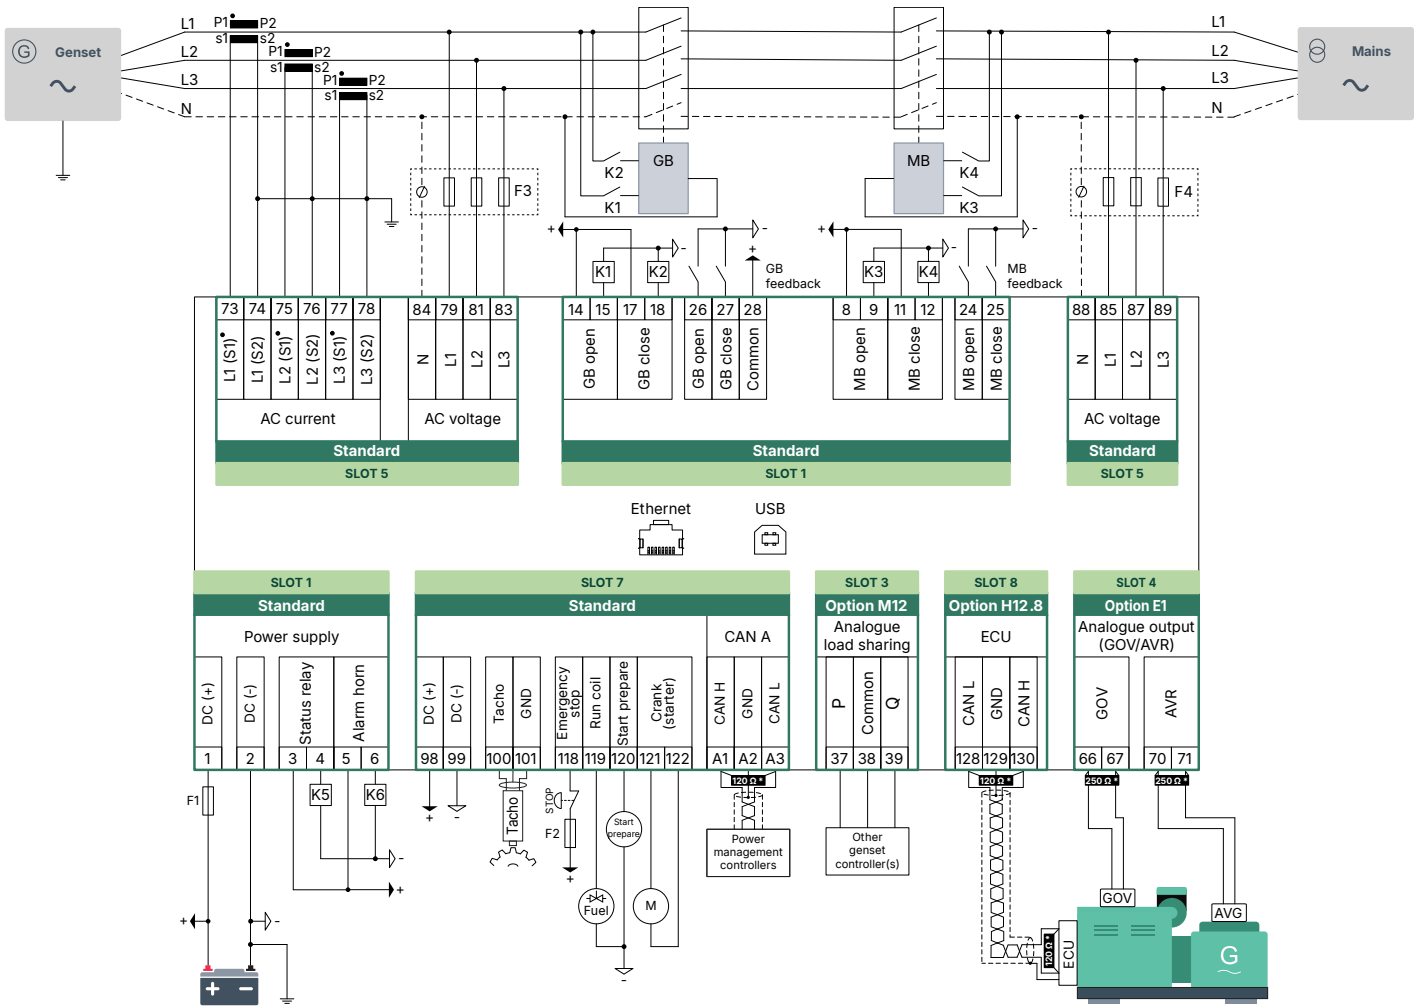 G Genset
L1
L2
L3
N
P1 P2
s1 s2
P1 P2
s1 s2
P1 P2
s1 s2
L1
L2
L3
N
Mains
F3
K2
K1
GB
MB
K4
K3
F4
+
K1
K2
-
-
+
GB
feedback
+
K3
K4
-
-
MB
feedback
73 74 75 76 77 78 84 79 81 83
L1 (S1)
L1 (S2)
L2 (S1)
L2 (S2)
L3 (S1)
L3 (S2)
N
L1
L2
L3
AC current
AC voltage
Standard
SLOT 5
14 15 17 18 26 27 28 8 9 11 12 24 25
GB open
GB close
GB open
GB close
Common
MB open
MB close
MB open
MB close
Standard
SLOT 1
88 85 87 89
N
L1
L2
L3
AC voltage
Standard
SLOT 5
Ethernet
USB
SLOT 1
Standard
Power supply
DC (+)
DC (-)
Status relay
Alarm horn
1 2 3 4 5 6
SLOT 7
Standard
CAN A
DC (+)
DC (-)
Tacho
GND
Emergency
stop
Run coil
Start prepare
Crank
(starter)
CAN H
GND
CAN L
98 99 100 101 118 119 120 121 122 A1 A2 A3
SLOT 3
Option M12
Analogue
load sharing
P
Common
Q
37 38 39
SLOT 8
Option H12.8
ECU
CAN L
GND
CAN H
128 129 130
SLOT 4
Option E1
Analogue output
(GOV/AVR)
GOV
AVR
66 67 70 71
F1
K5
K6
-
+
+
-
+ -
+
-
Tacho
STOP
F2
+
Fuel
Start
prepare
M
-
120 Ω *
Power
management
controllers
Other
genset
controller(s)
120 Ω *
120 Ω *
ECU
250 Ω *
250 Ω *
GOV
AVG
G